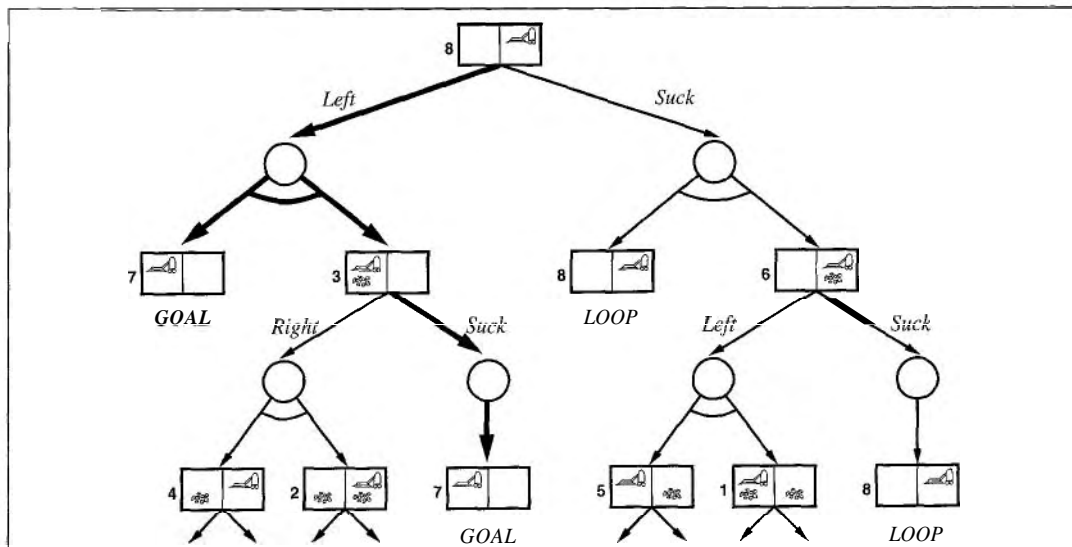 8
Left Suck
7 3 8 6
GOAL LOOP
Right Suck Left Suck
4 2 7 5 1 8
GOAL LOOP